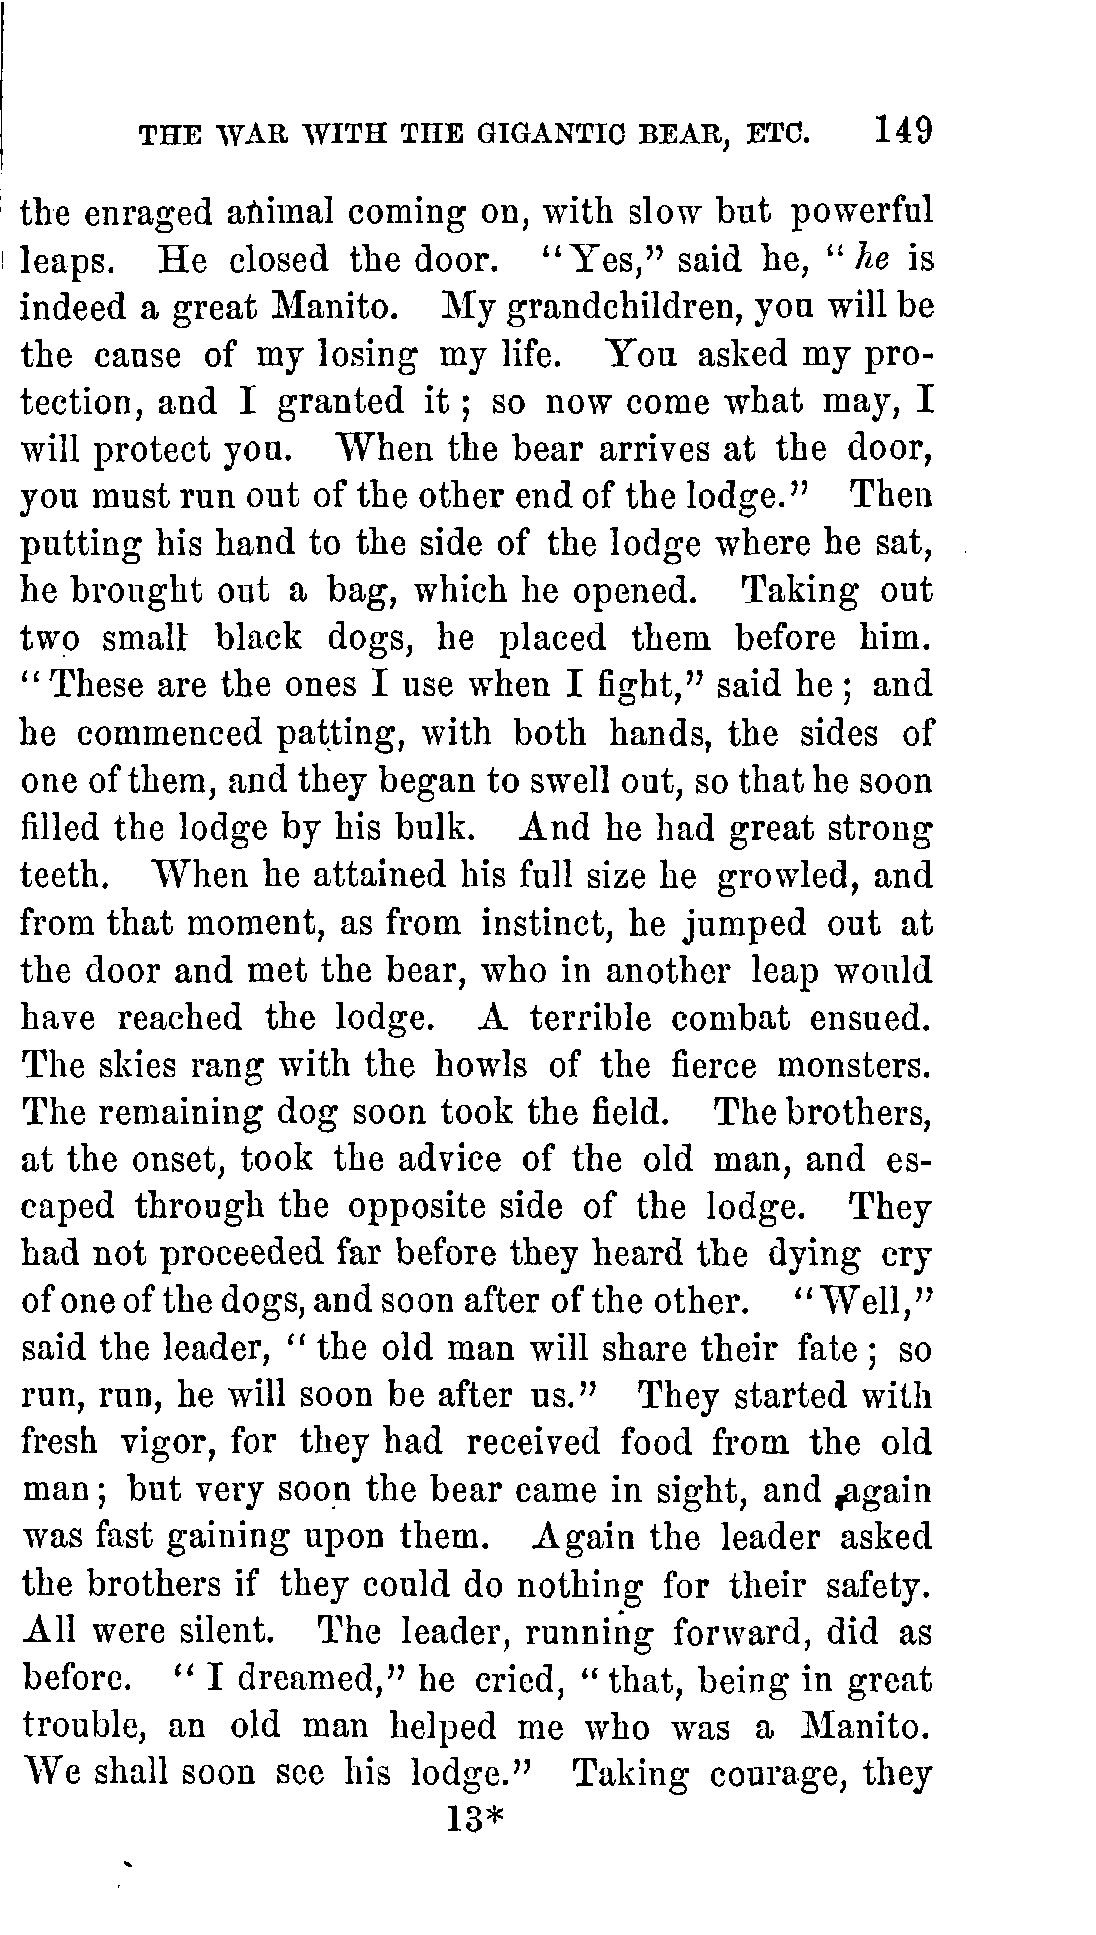 THE WAR WITH THE GIGANTIC BEAR, ETC. 149
the enraged animal coming on, with slow but powerful
leaps. He closed the door. "Yes," said he, "he is
indeed a great Manito. My grandchildren, you will be
the cause of my losing my life. You asked my pro-
tection, and I granted it; so now come what may, I
will protect you. When the bear arrives at the door,
you must run out of the other end of the lodge." Then
putting his hand to the side of the lodge where he sat,
he brought out a bag, which he opened. Taking out
two small black dogs, he placed them before him.
"These are the ones I use when I fight," said he; and
he commenced patting, with both hands, the sides of
one of them, and they began to swell out, so that he soon
filled the lodge by his bulk. And he had great strong
teeth. When he attained his full size he growled, and
from that moment, as from instinct, he jumped out at
the door and met the bear, who in another leap would
have reached the lodge. A terrible combat ensued.
The skies rang with the howls of the fierce monsters.
The remaining dog soon took the field. The brothers,
at the onset, took the advice of the old man, and es-
caped through the opposite side of the lodge. They
had not proceeded far before they heard the dying cry
of one of the dogs, and soon after of the other. "Well,"
said the leader, "the old man will share their fate; so
run, run, he will soon be after us." They started with
fresh vigor, for they had received food from the old
man; but very soon the bear came in sight, and again
was fast gaining upon them. Again the leader asked
the brothers if they could do nothing for their safety.
All were silent. The leader, running forward, did as
before. "I dreamed," he cried, "that, being in great
trouble, an old man helped me who was a Manito.
We shall soon see his lodge." Taking courage, they
13*